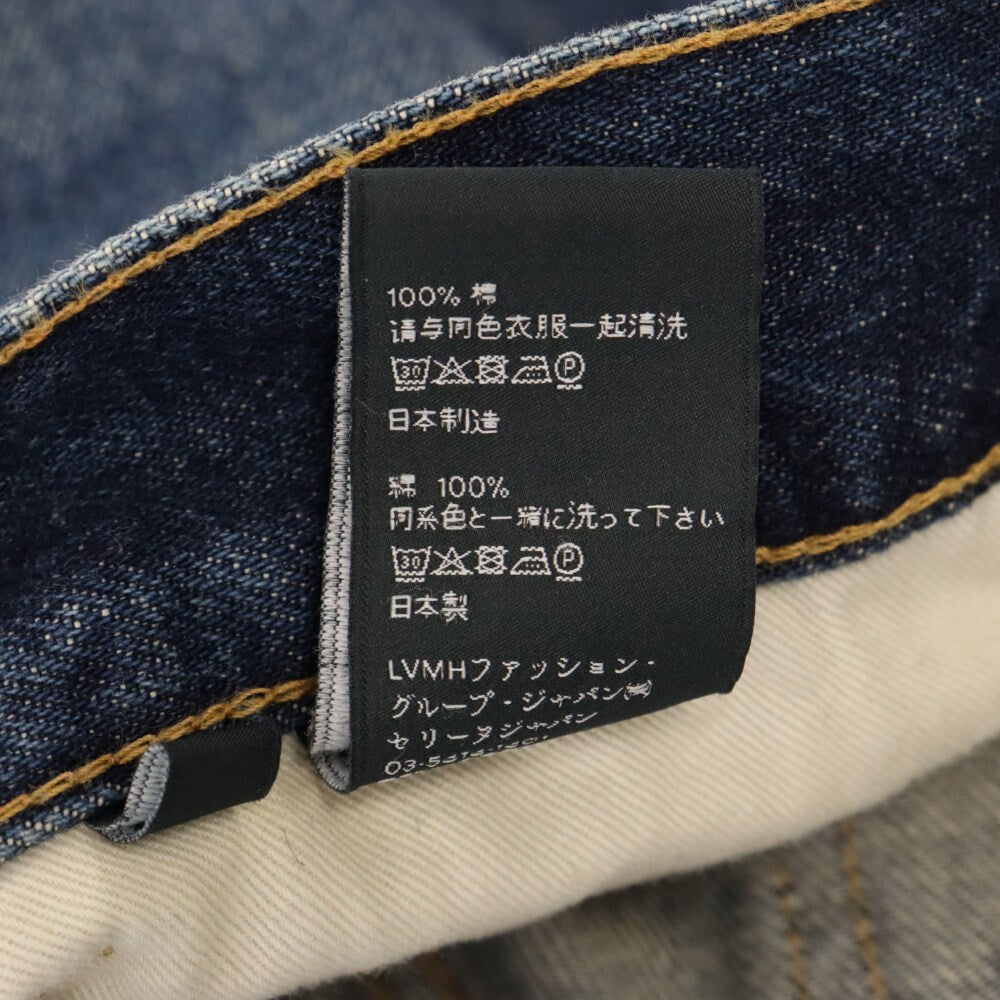 100% 棉
请与同色衣服一起清洗
30 P
日本制造
綿 100%
同系色と一緒に洗って下さい
30 P
日本製
LVMHファッション・
グループ・ジャパン㈱
セリーヌジャパン